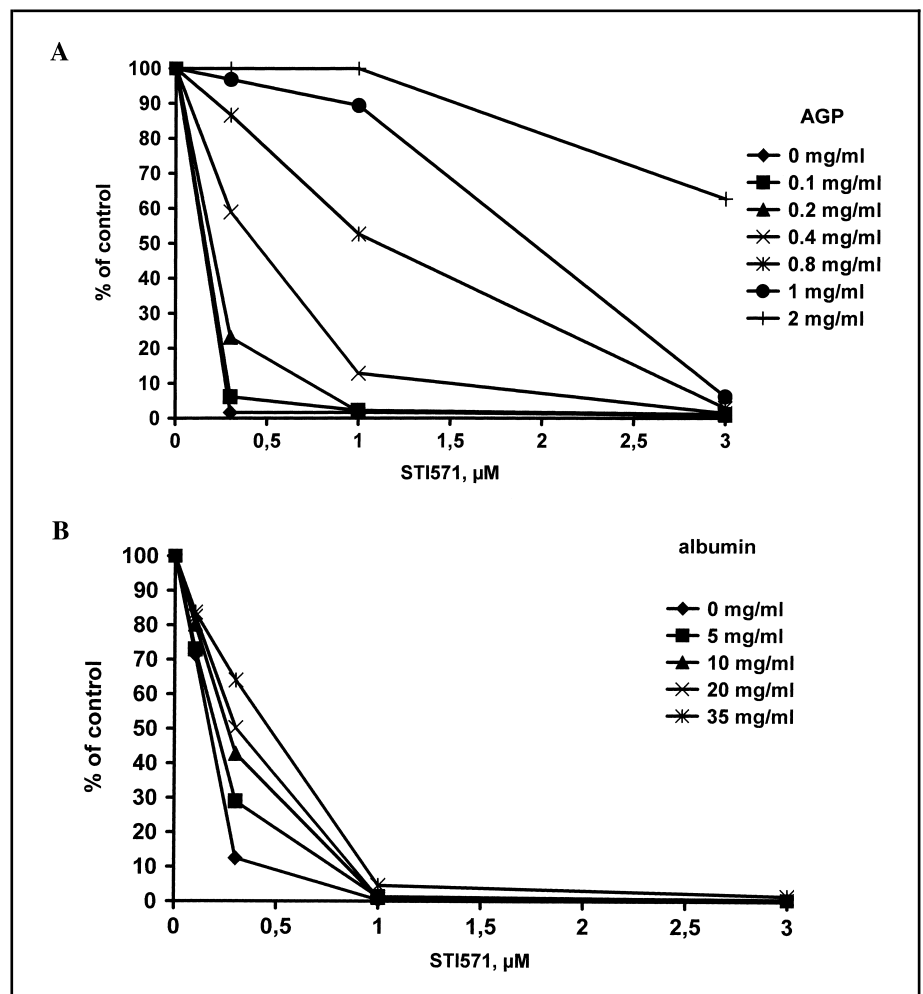 A
100
90
80
70
60
50
40
30
20
10
0
% of control
0 0,5 1 1,5 2 2,5 3
STI571, µM
AGP
0 mg/ml
0.1 mg/ml
0.2 mg/ml
0.4 mg/ml
0.8 mg/ml
1 mg/ml
2 mg/ml
B
100
90
80
70
60
50
40
30
20
10
0
% of control
0 0,5 1 1,5 2 2,5 3
STI571, µM
albumin
0 mg/ml
5 mg/ml
10 mg/ml
20 mg/ml
35 mg/ml